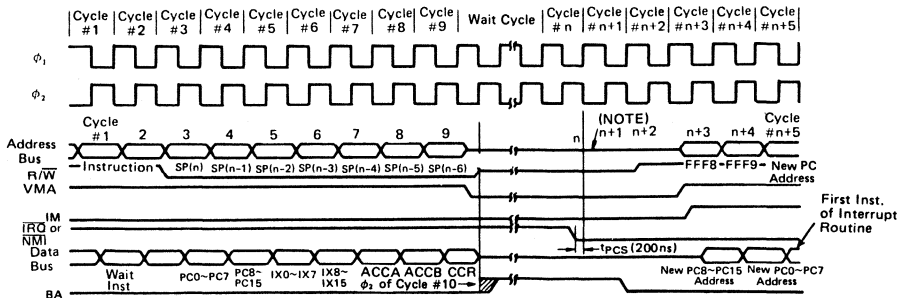 Cycle #1 Cycle #2 Cycle #3 Cycle #4 Cycle #5 Cycle #6 Cycle #7 Cycle #8 Cycle #9 Wait Cycle Cycle #n Cycle #n+1 Cycle #n+2 Cycle #n+3 Cycle #n+4 Cycle #n+5
ϕ1
ϕ2
Cycle #1 2 3 4 5 6 7 8 9 n (NOTE) n+1 n+2 n+3 n+4 Cycle #n+5
Address Bus
Instruction SP(n) SP(n-1) SP(n-2) SP(n-3) SP(n-4) SP(n-5) SP(n-6) FFF8 FFF9 New PC Address
R/W̅
VMA
IM
I̅R̅Q̅ or N̅M̅I̅
tPCS (200ns)
First Inst. of Interrupt Routine
Data Bus
Wait Inst PC0~PC7 PC8~PC15 IX0~IX7 IX8~IX15 ACCA ACCB CCR New PC8~PC15 Address New PC0~PC7 Address
ϕ2 of Cycle #10
BA